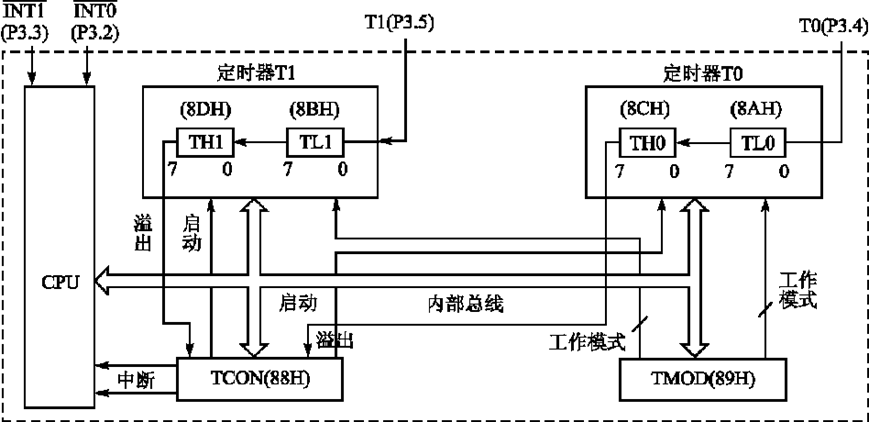 INT1 INT0 T1(P3.5) T0(P3.4)
(P3.3) (P3.2)
定时器T1 定时器T0
(8DH) (8BH) (8CH) (8AH)
TH1 TL1 TH0 TL0
7 0 7 0 7 0 7 0
溢出 启动
CPU
工作模式
启动 内部总线
溢出 工作模式
中断 TCON(88H) TMOD(89H)